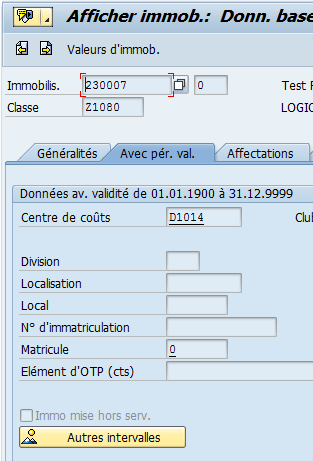 Afficher immob.: Donn. base
Valeurs d'immob.
Immobilis. 230007 0 Test
Classe Z1080 LOGIC
Généralités Avec pér. val. Affectations
Données av. validité de 01.01.1900 à 31.12.9999
Centre de coûts D1014 Club
Division
Localisation
Local
N° d'immatriculation
Matricule 0
Elément d'OTP (cts)
Immo mise hors serv.
Autres intervalles